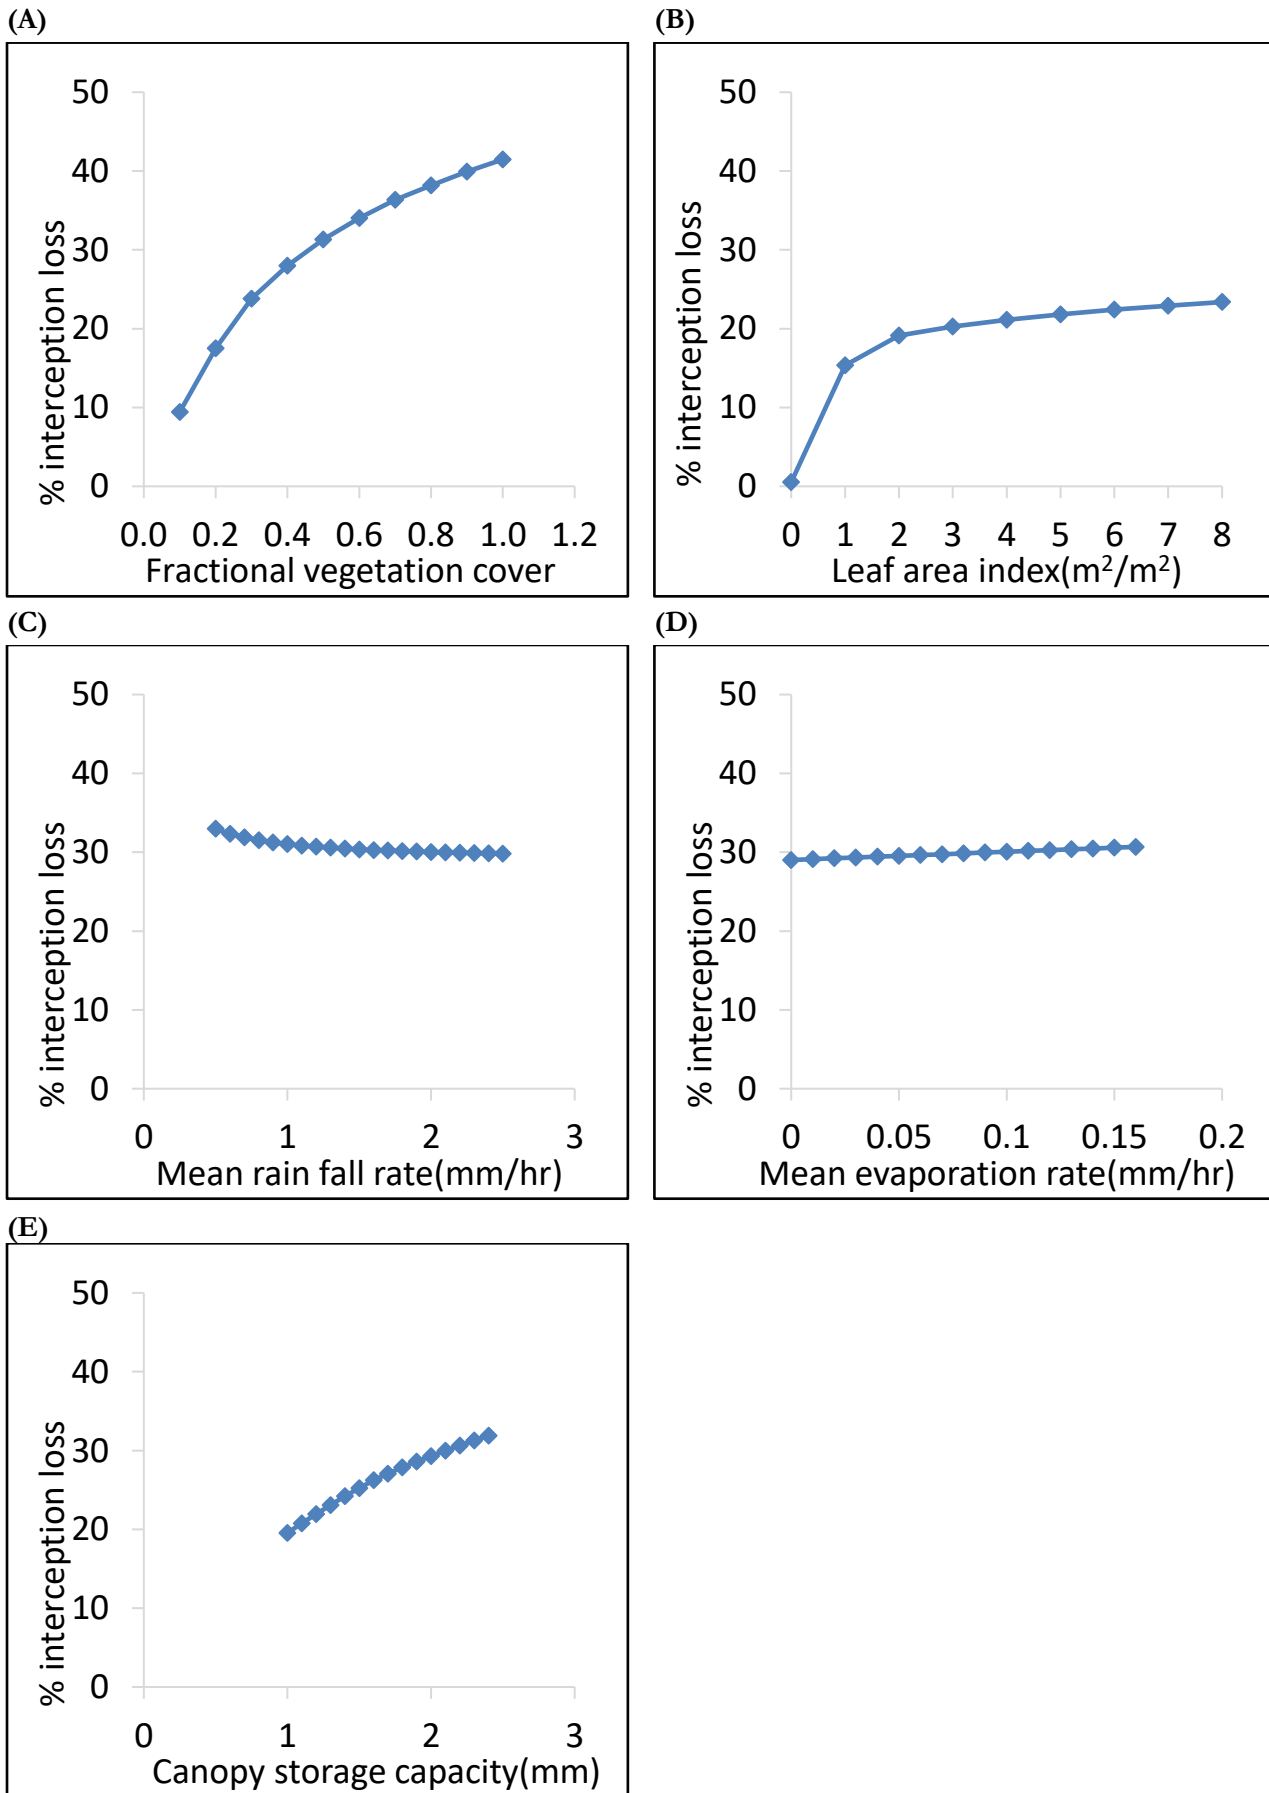 (A)
50
40
30
20
10
0
% interception loss
0.0 0.2 0.4 0.6 0.8 1.0 1.2
Fractional vegetation cover
(B)
50
40
30
20
10
0
% interception loss
0 1 2 3 4 5 6 7 8
Leaf area index(m²/m²)
(C)
50
40
30
20
10
0
% interception loss
0 1 2 3
Mean rain fall rate(mm/hr)
(D)
50
40
30
20
10
0
% interception loss
0 0.05 0.1 0.15 0.2
Mean evaporation rate(mm/hr)
(E)
50
40
30
20
10
0
% interception loss
0 1 2 3
Canopy storage capacity(mm)